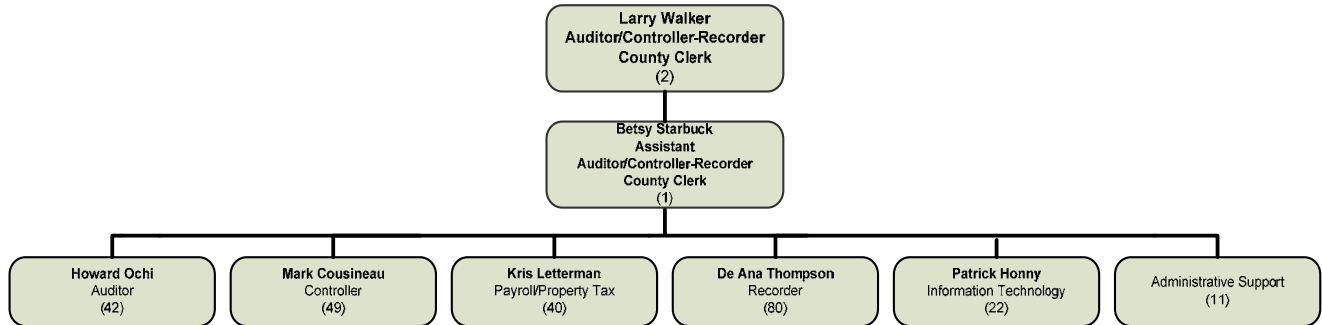 Larry Walker
Auditor/Controller-Recorder
County Clerk
(2)
Betsy Starbuck
Assistant
Auditor/Controller-Recorder
County Clerk
(1)
Howard Ochi
Auditor
(42)
Mark Cousineau
Controller
(49)
Kris Letterman
Payroll/Property Tax
(40)
De Ana Thompson
Recorder
(80)
Patrick Honny
Information Technology
(22)
Administrative Support
(11)